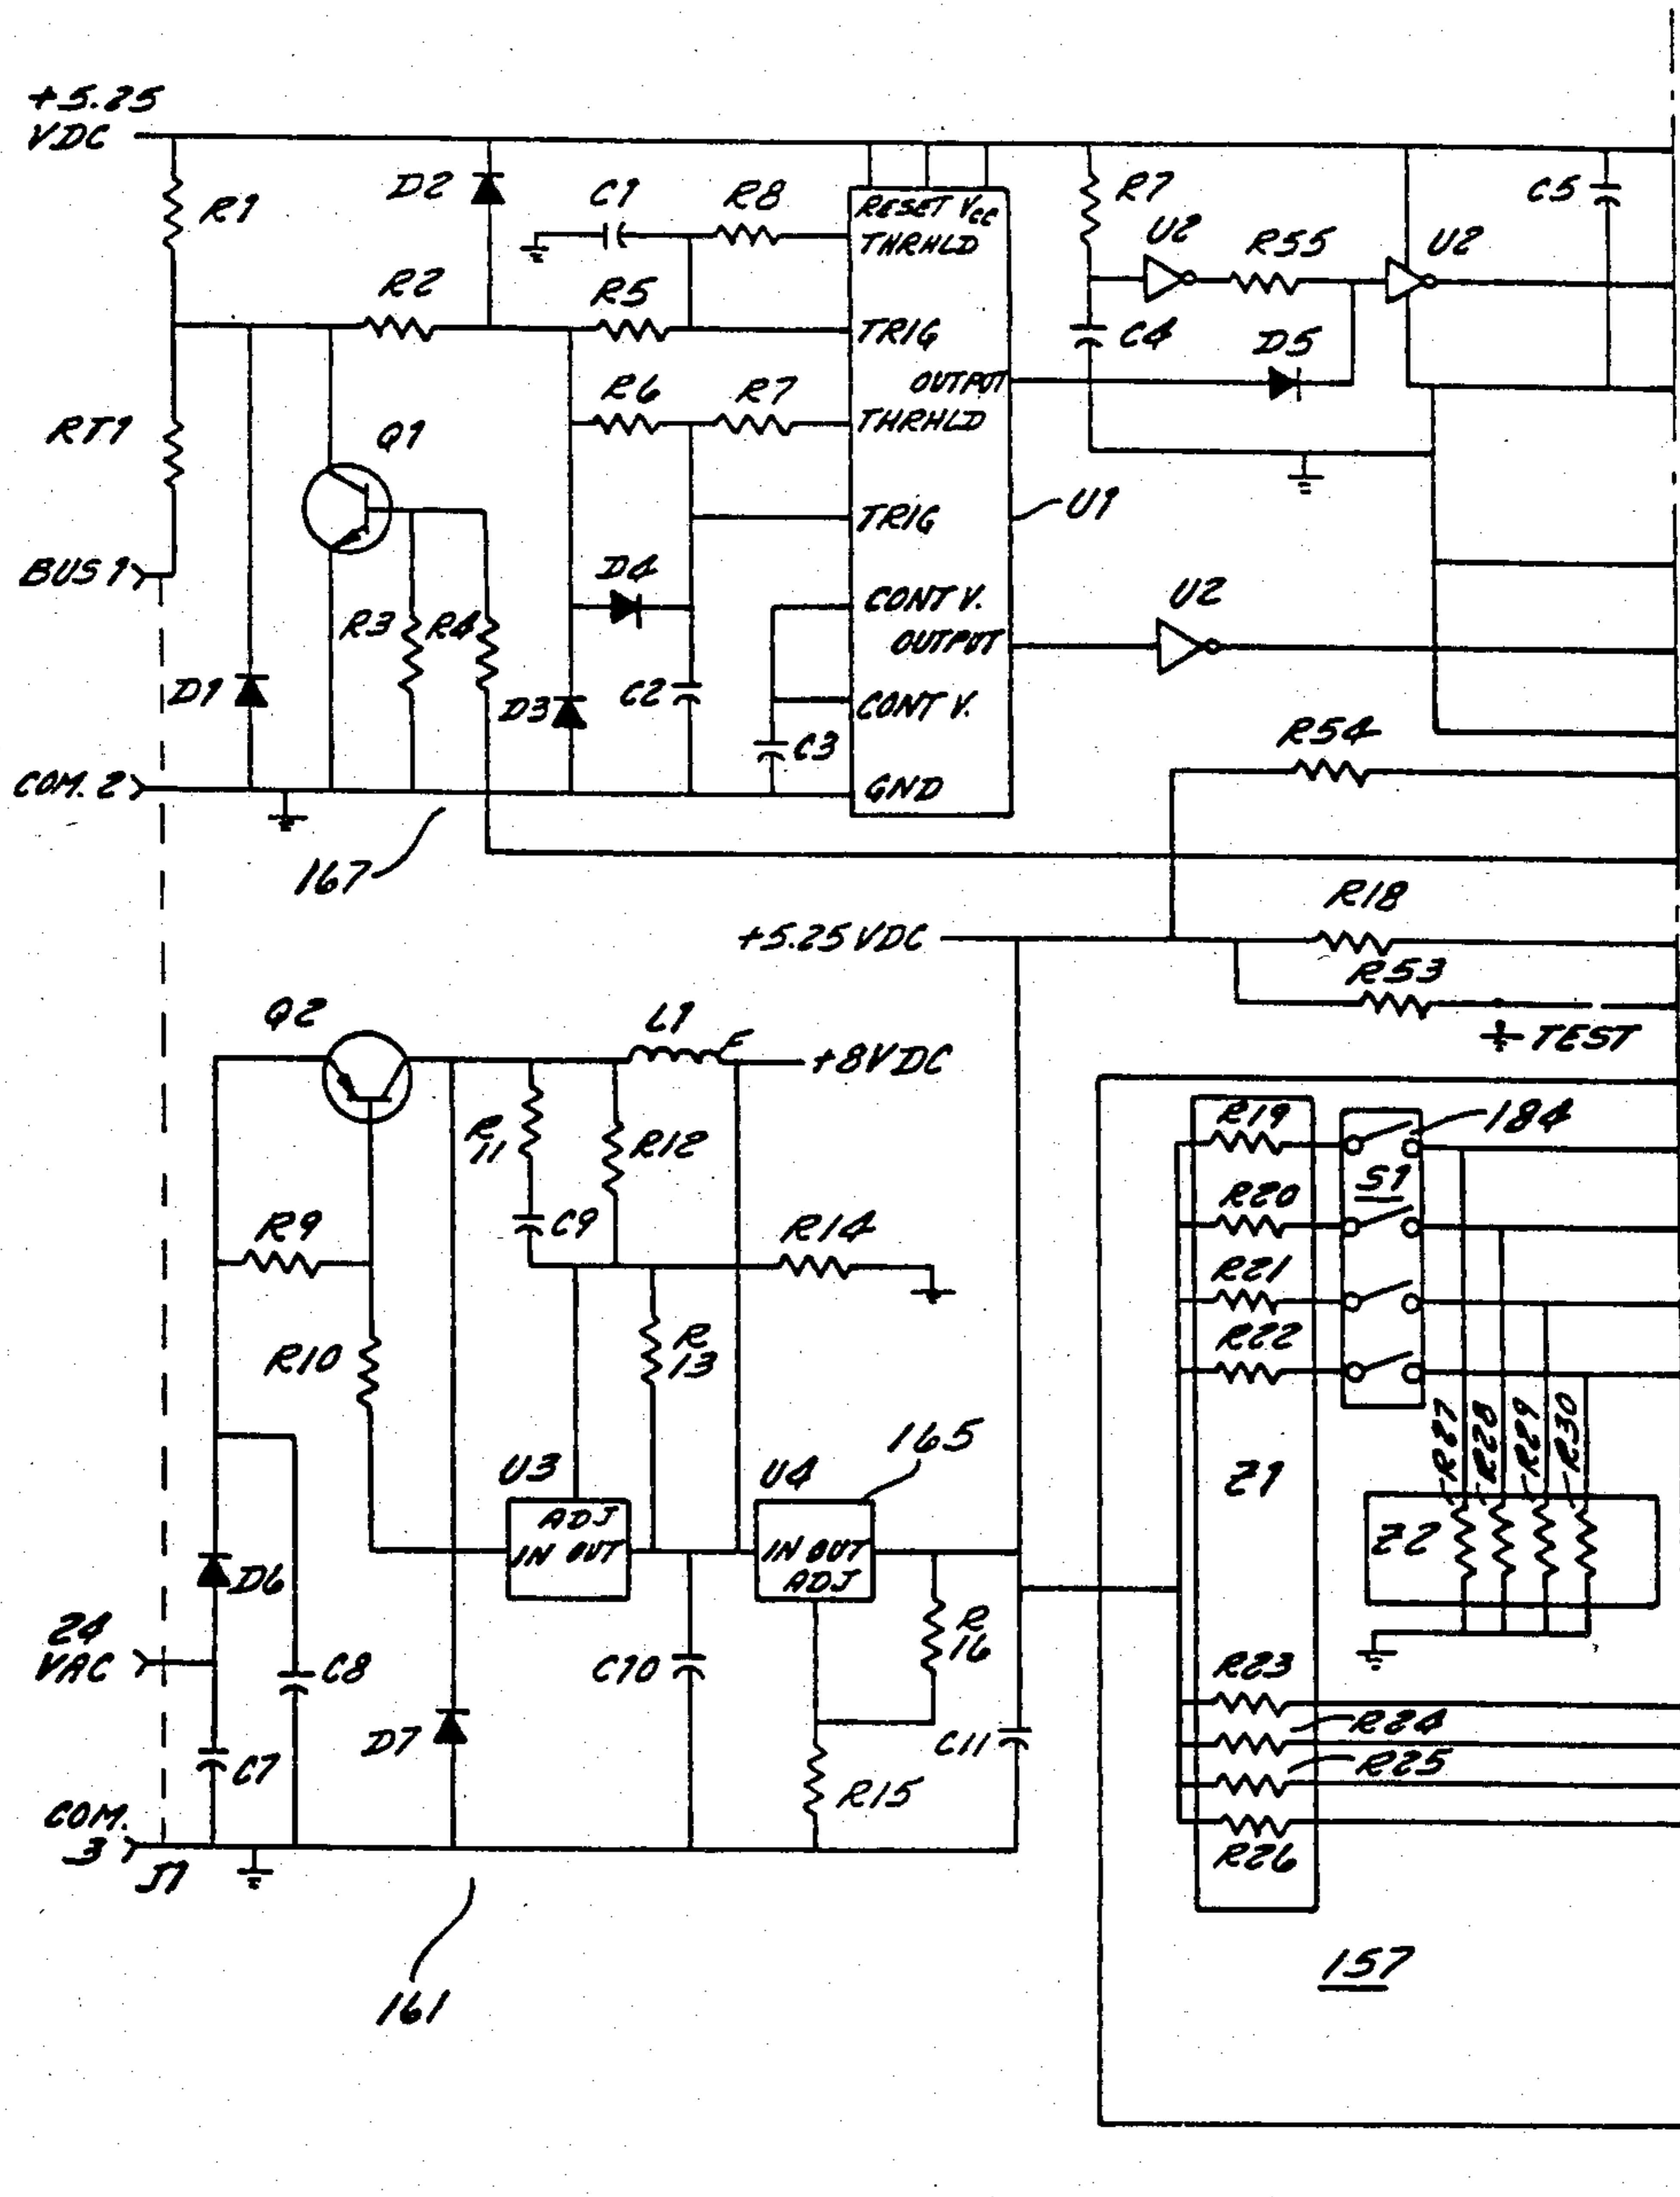 +5.25
VDC
R1
D2
C1
R8
RESET VCC
THRHLD
R7
U2
R55
U2
C5
R2
R5
TRIG
C4
D5
OUTPUT
RT1
Q1
R6
R7
THRHLD
TRIG
U1
BUS 1
D4
CONT V.
U2
R3
R4
OUTPUT
D1
D3
C2
CONT V.
C3
R54
COM. 2
GND
167
R18
+5.25 VDC
R53
TEST
Q2
L1
F
+8VDC
R19
184
R
11
R12
S1
R20
R9
C9
R14
R21
R10
R
13
R22
R27
R28
R29
R30
165
U3
U4
Z1
ADJ
IN OUT
IN OUT
ADJ
Z2
D6
24
VAC
C8
C10
R
16
R23
R24
D7
C11
R25
C7
R15
COM.
3
R26
J1
161
157